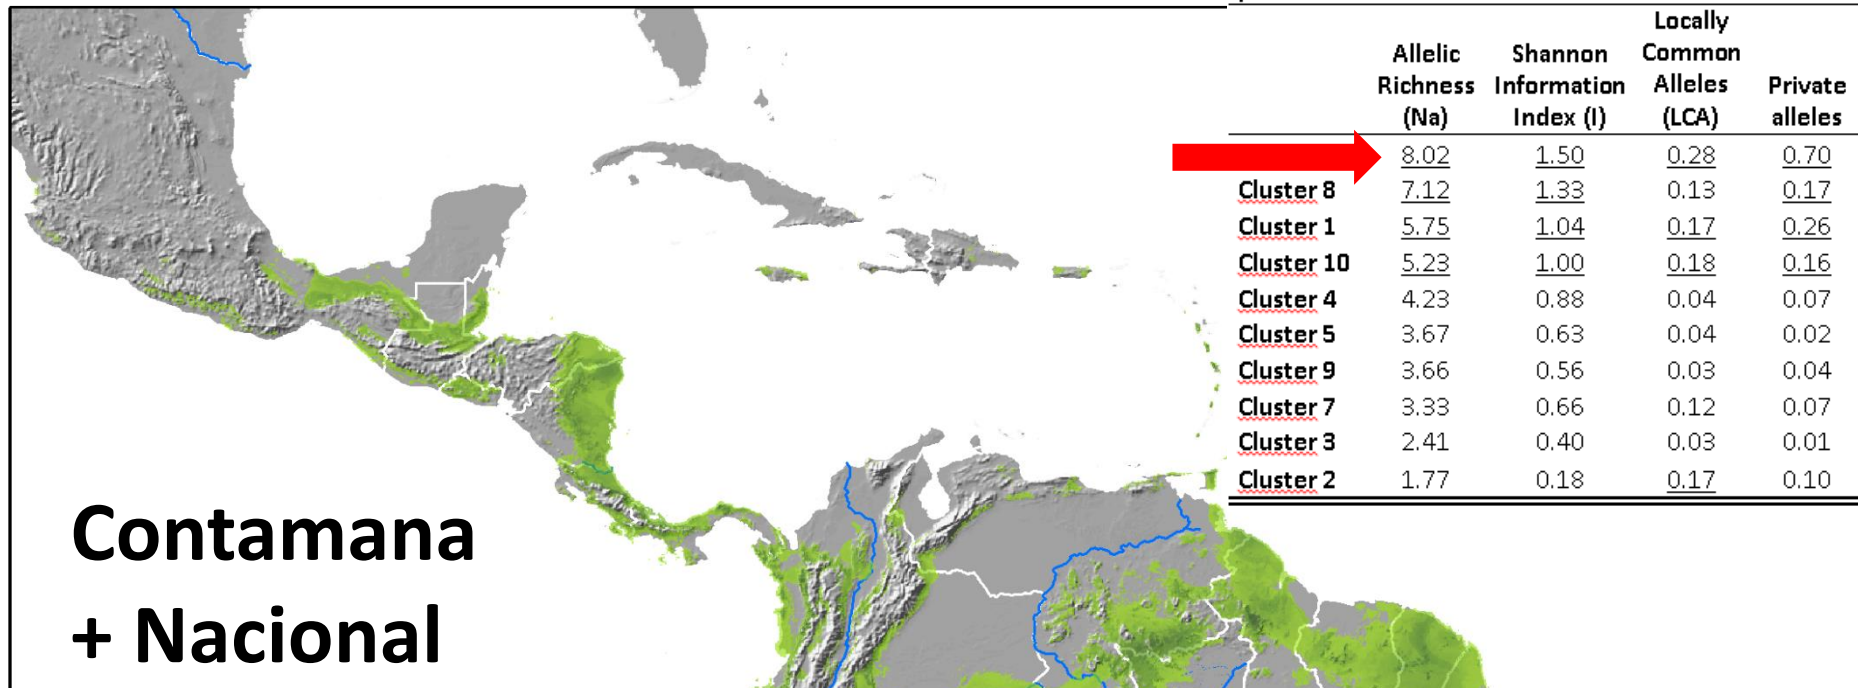 Locally
Allelic Shannon Common
Richness Information Alleles Private
(Na) Index (I) (LCA) alleles
8.02 1.50 0.28 0.70
Cluster 8 7.12 1.33 0.13 0.17
Cluster 1 5.75 1.04 0.17 0.26
Cluster 10 5.23 1.00 0.18 0.16
Cluster 4 4.23 0.88 0.04 0.07
Cluster 5 3.67 0.63 0.04 0.02
Cluster 9 3.66 0.56 0.03 0.04
Cluster 7 3.33 0.66 0.12 0.07
Cluster 3 2.41 0.40 0.03 0.01
Cluster 2 1.77 0.18 0.17 0.10
Contamana
+ Nacional